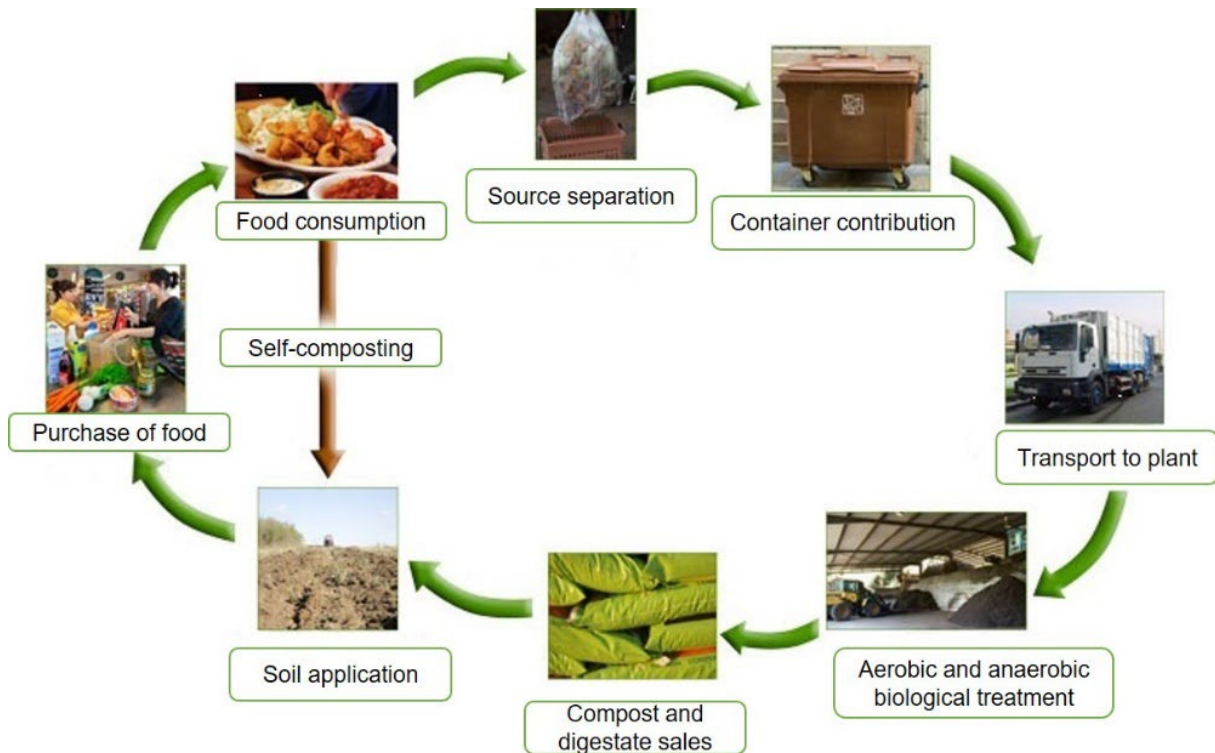 Food consumption
Source separation
Container contribution
Self-composting
Purchase of food
Transport to plant
Soil application
Compost and
digestate sales
Aerobic and anaerobic
biological treatment